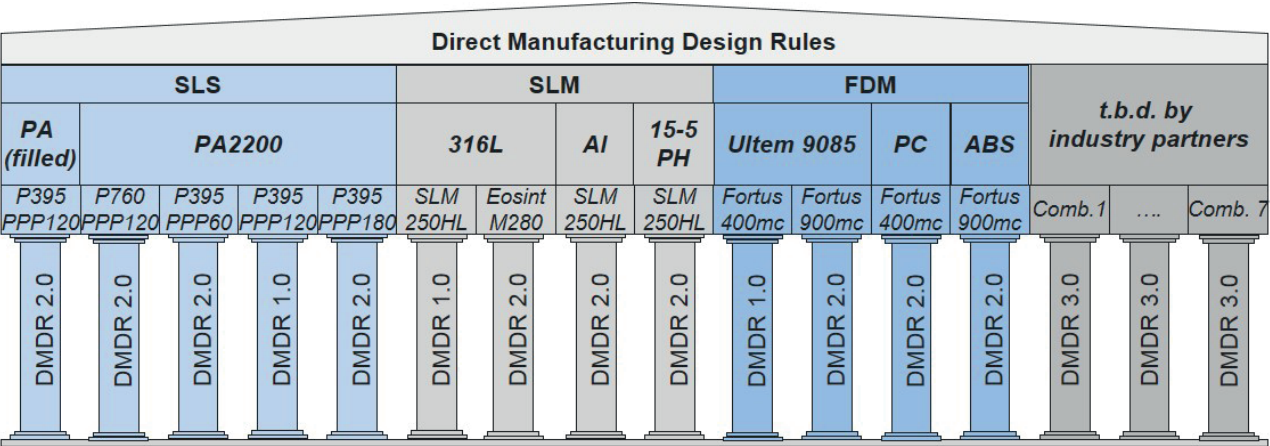 Direct Manufacturing Design Rules
SLS SLM FDM t.b.d. by industry partners
PA (filled) PA2200 316L Al 15-5 PH Ultem 9085 PC ABS
P395 P760 P395 P395 P395 SLM Eosint SLM SLM Fortus Fortus Fortus Fortus Comb.1 .... Comb. 7
PPP120 PPP120 PPP60 PPP120 PPP180 250HL M280 250HL 250HL 400mc 900mc 400mc 900mc
DMDR 2.0 DMDR 2.0 DMDR 2.0 DMDR 1.0 DMDR 2.0 DMDR 1.0 DMDR 2.0 DMDR 2.0 DMDR 2.0 DMDR 1.0 DMDR 2.0 DMDR 2.0 DMDR 2.0 DMDR 3.0 DMDR 3.0 DMDR 3.0